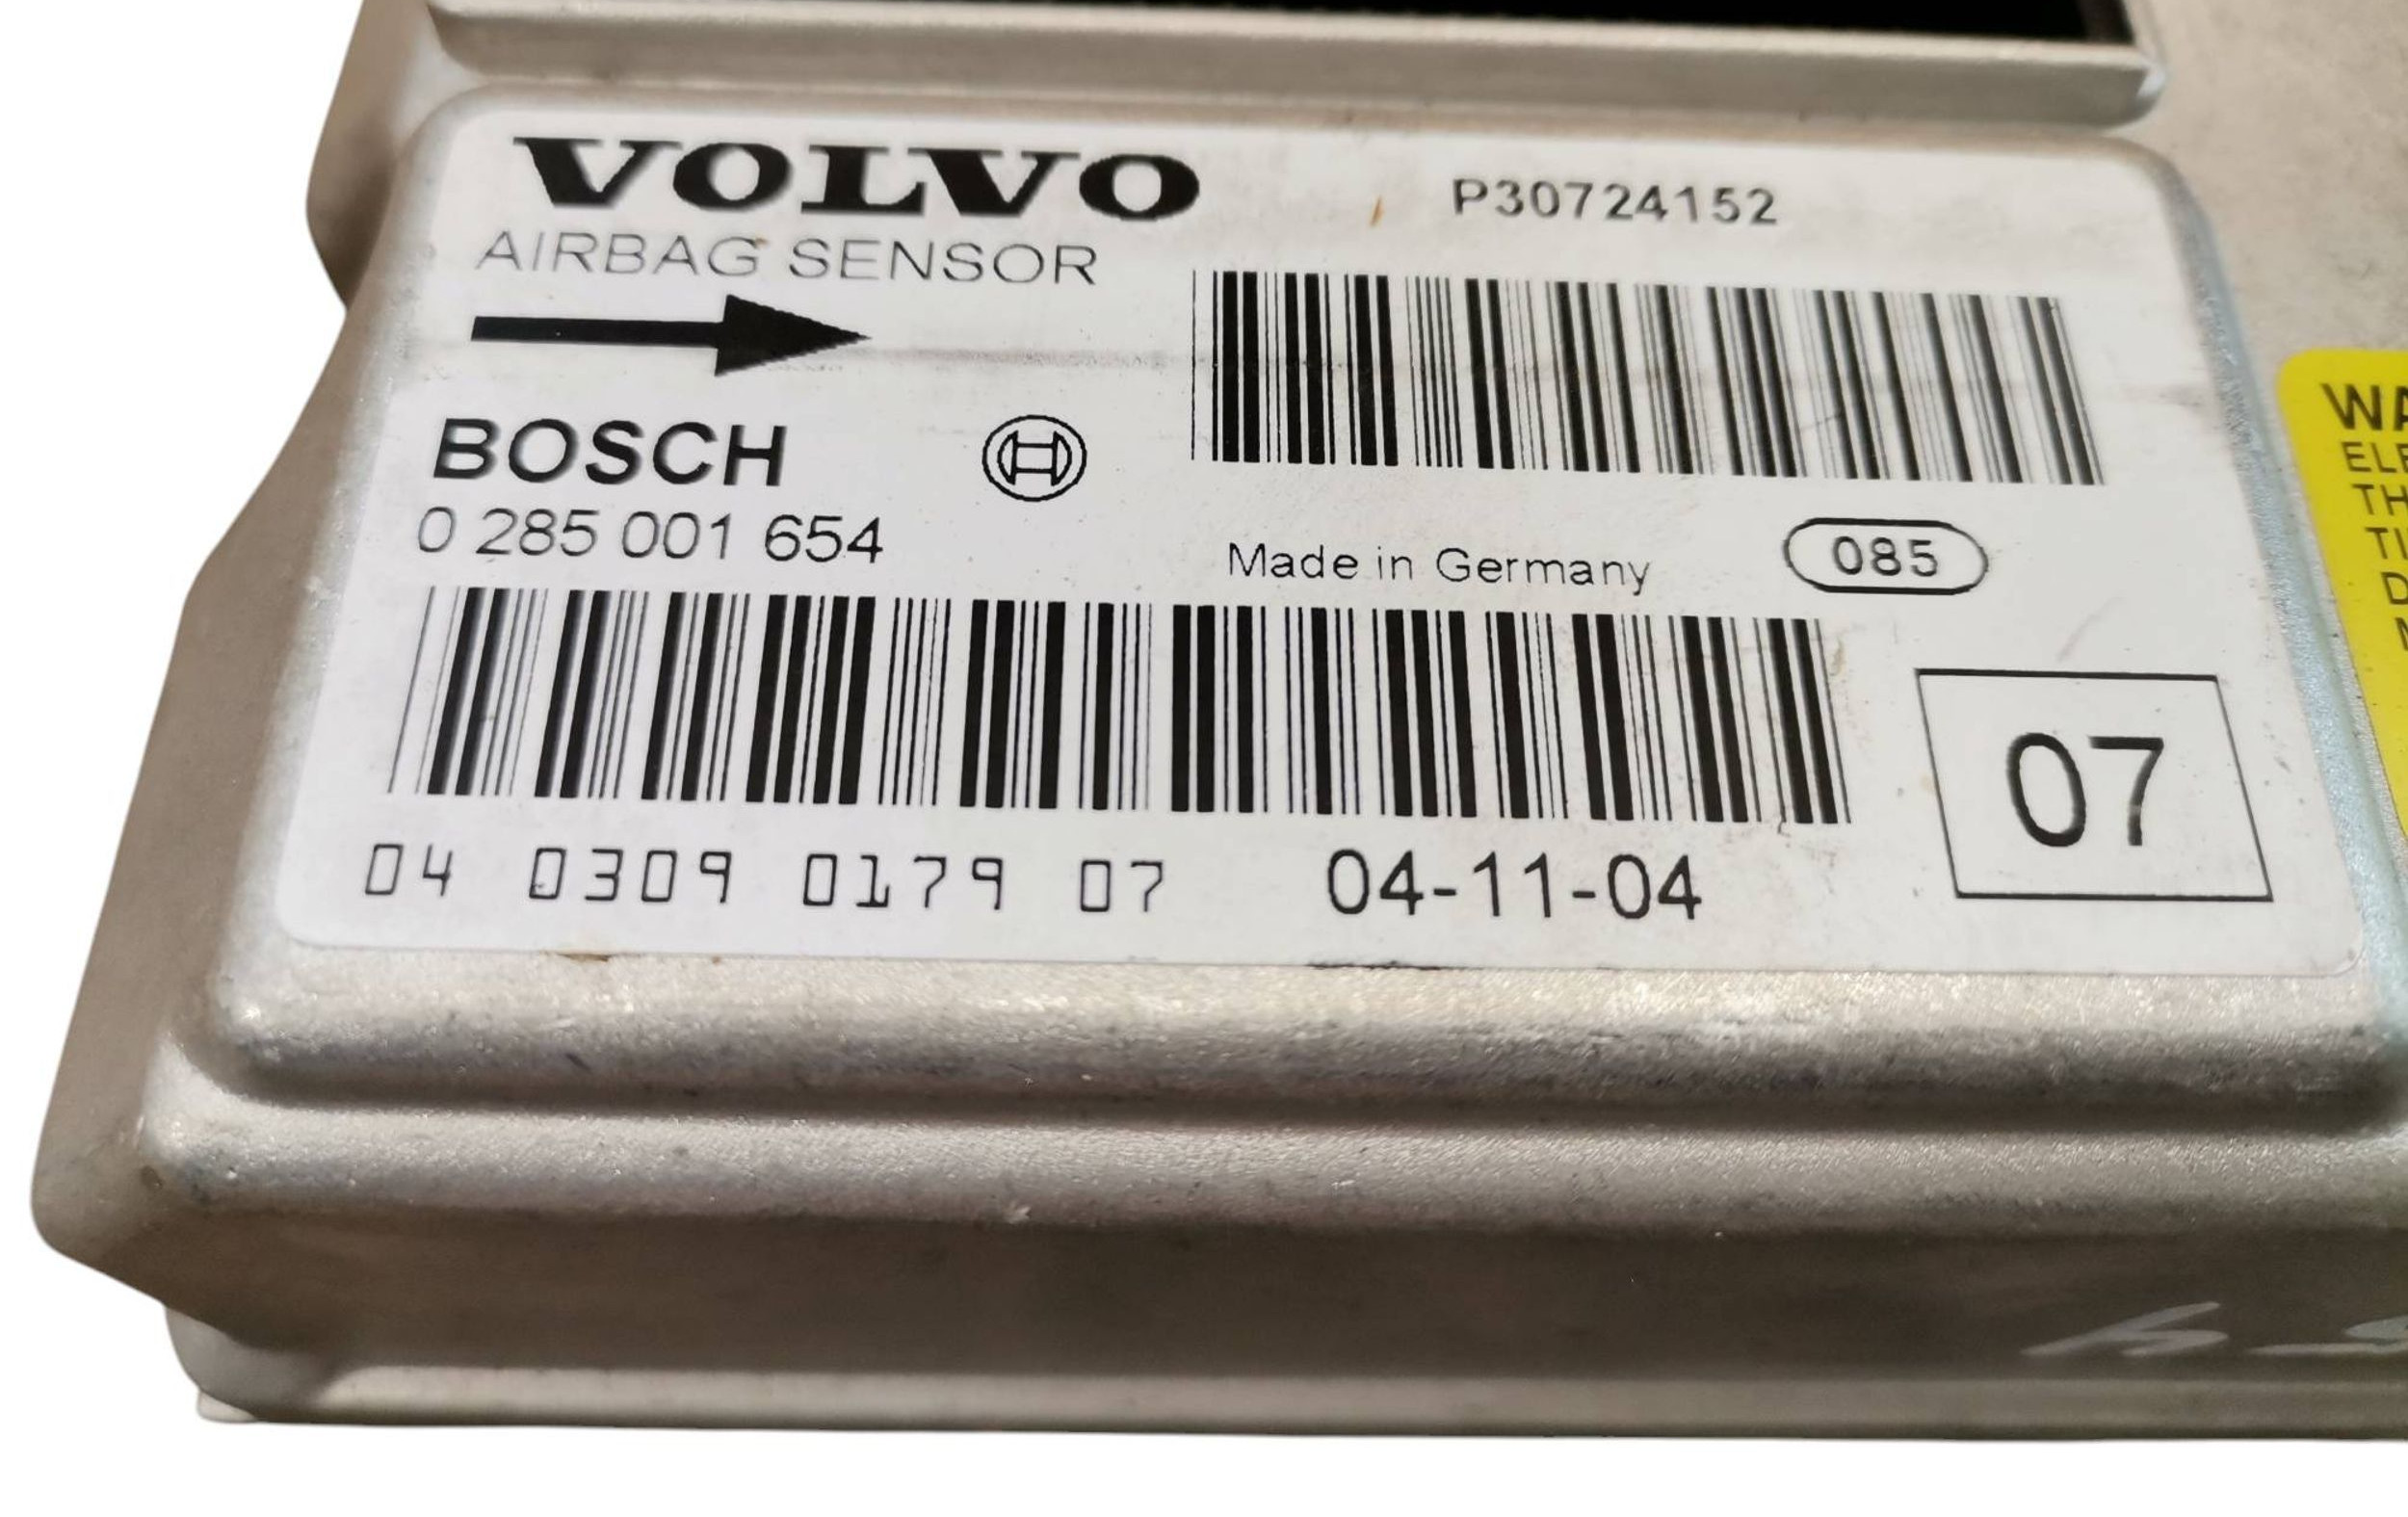 VOLVO
P30724152
AIRBAG SENSOR
BOSCH
0 285 001 654
Made in Germany
085
07
04 0309 0179 07
04-11-04